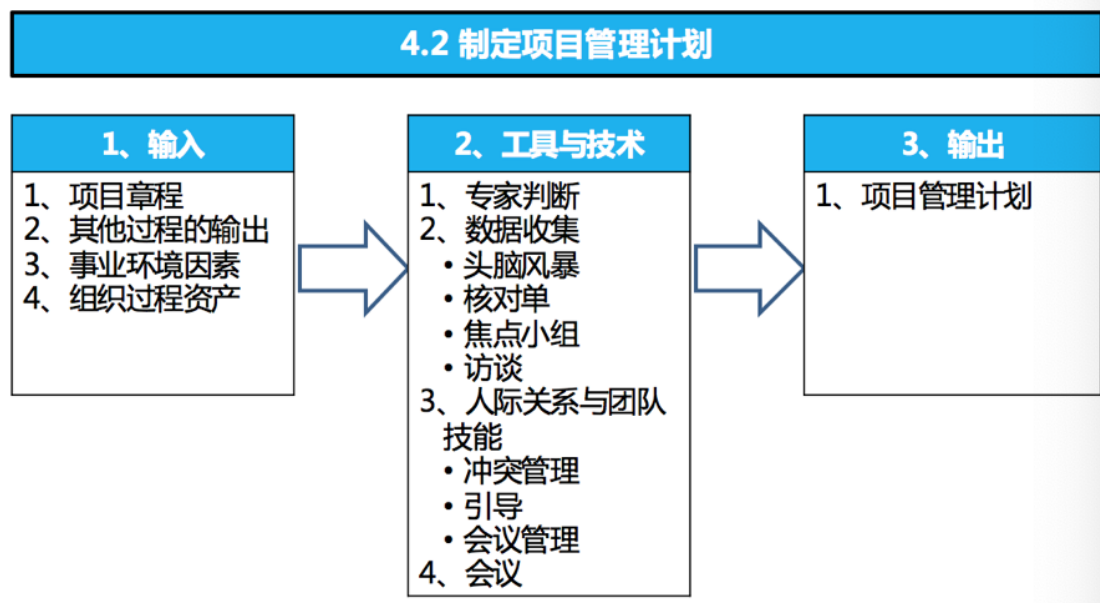 4.2 制定项目管理计划
1、输入
1、项目章程
2、其他过程的输出
3、事业环境因素
4、组织过程资产
2、工具与技术
1、专家判断
2、数据收集
•头脑风暴
•核对单
•焦点小组
•访谈
3、人际关系与团队
技能
•冲突管理
•引导
•会议管理
4、会议
3、输出
1、项目管理计划